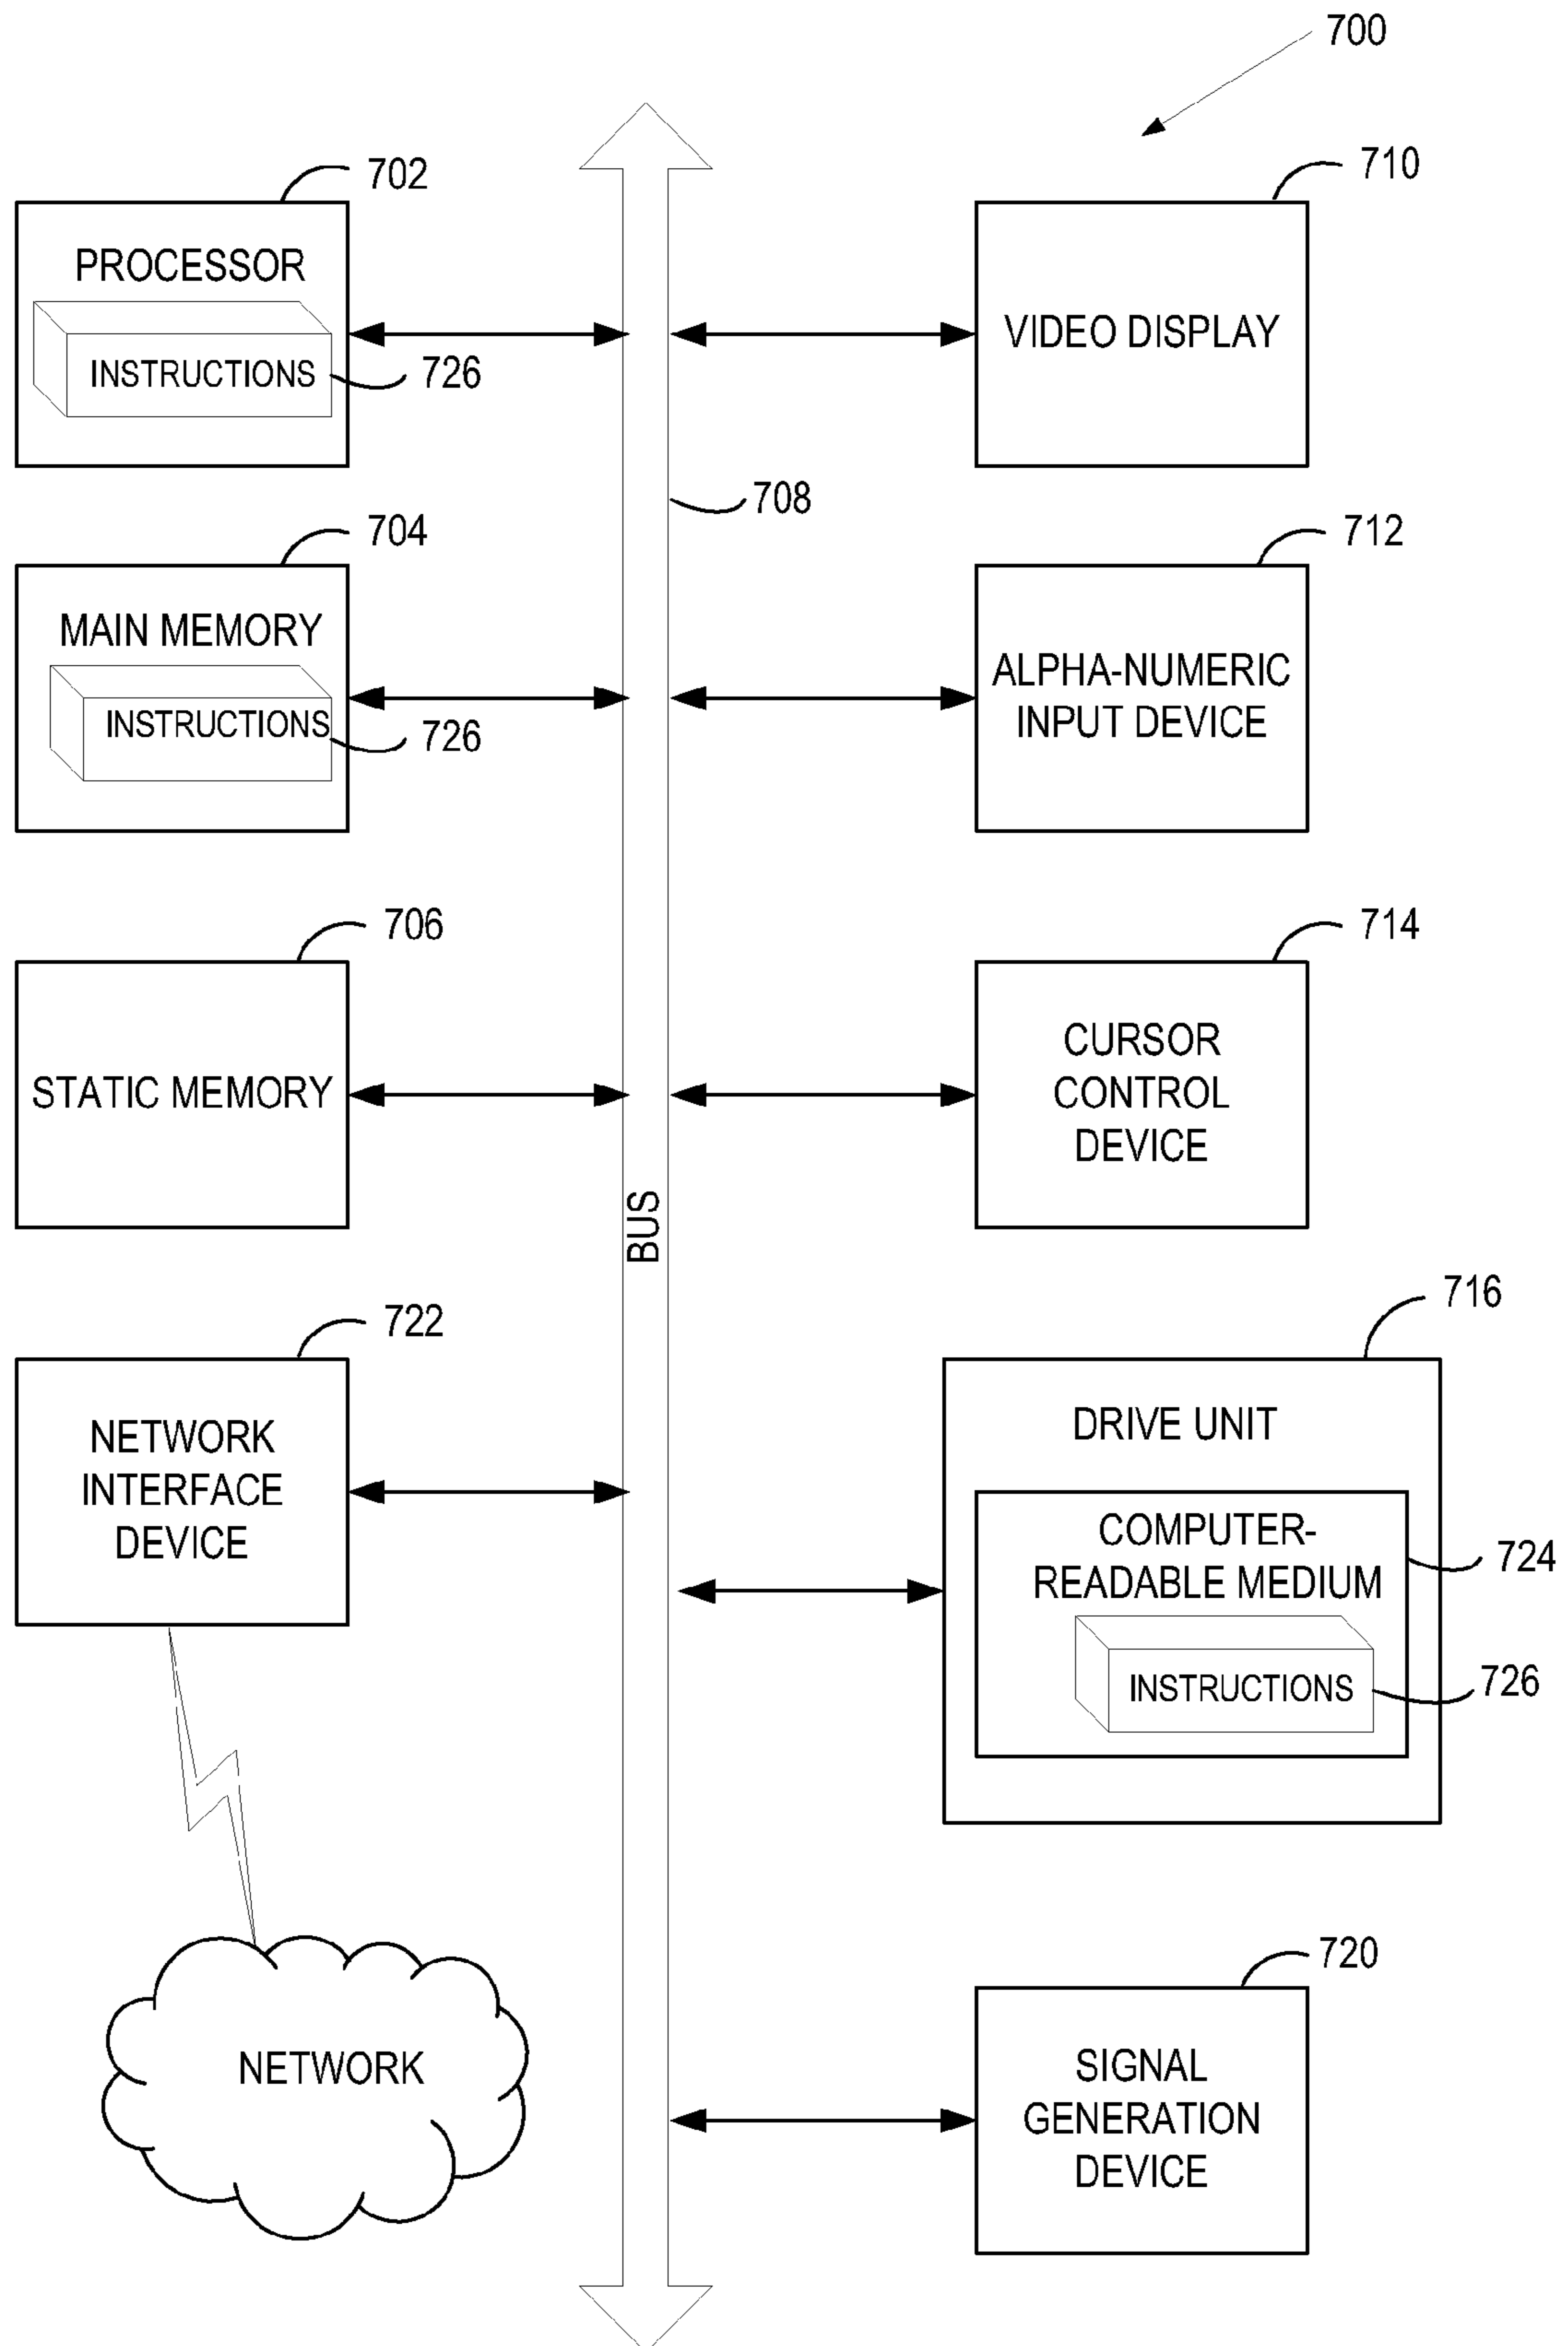 700
702
PROCESSOR
INSTRUCTIONS
726
710
VIDEO DISPLAY
708
704
MAIN MEMORY
INSTRUCTIONS
726
712
ALPHA-NUMERIC
INPUT DEVICE
706
STATIC MEMORY
714
CURSOR
CONTROL
DEVICE
BUS
722
NETWORK
INTERFACE
DEVICE
716
DRIVE UNIT
COMPUTER-
READABLE MEDIUM
724
INSTRUCTIONS
726
NETWORK
720
SIGNAL
GENERATION
DEVICE